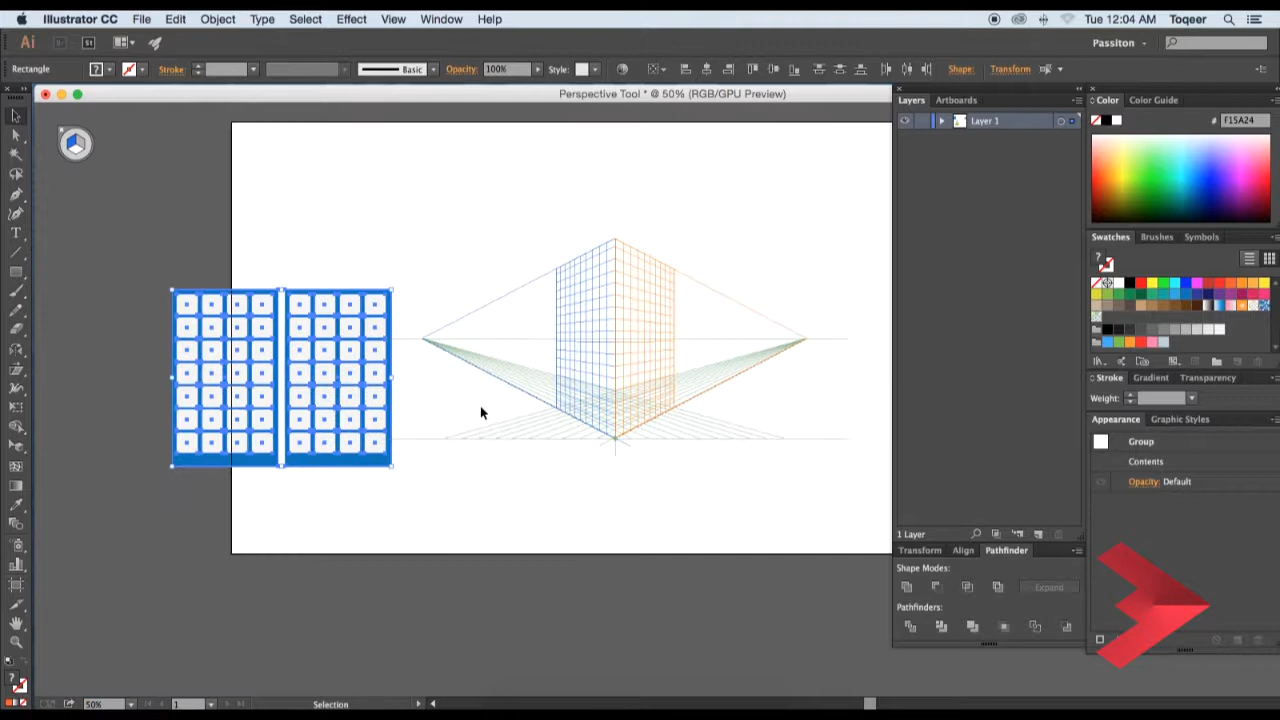 Illustrator CC File Edit Object Type Select Effect View Window Help Tue 12:04 AM Toqeer
Ai Br St Passiton
Rectangle ? Stroke: Basic Opacity: 100% Style: Shape: Transform
Perspective Tool * @ 50% (RGB/GPU Preview)
Layers Artboards
Layer 1
Color Color Guide
# F15A24
Swatches Brushes Symbols
?
Stroke Gradient Transparency
Weight:
Appearance Graphic Styles
Group
Contents
Opacity: Default
1 Layer
Transform Align Pathfinder
Shape Modes:
Expand
Pathfinders:
T
?
50% 1 Selection